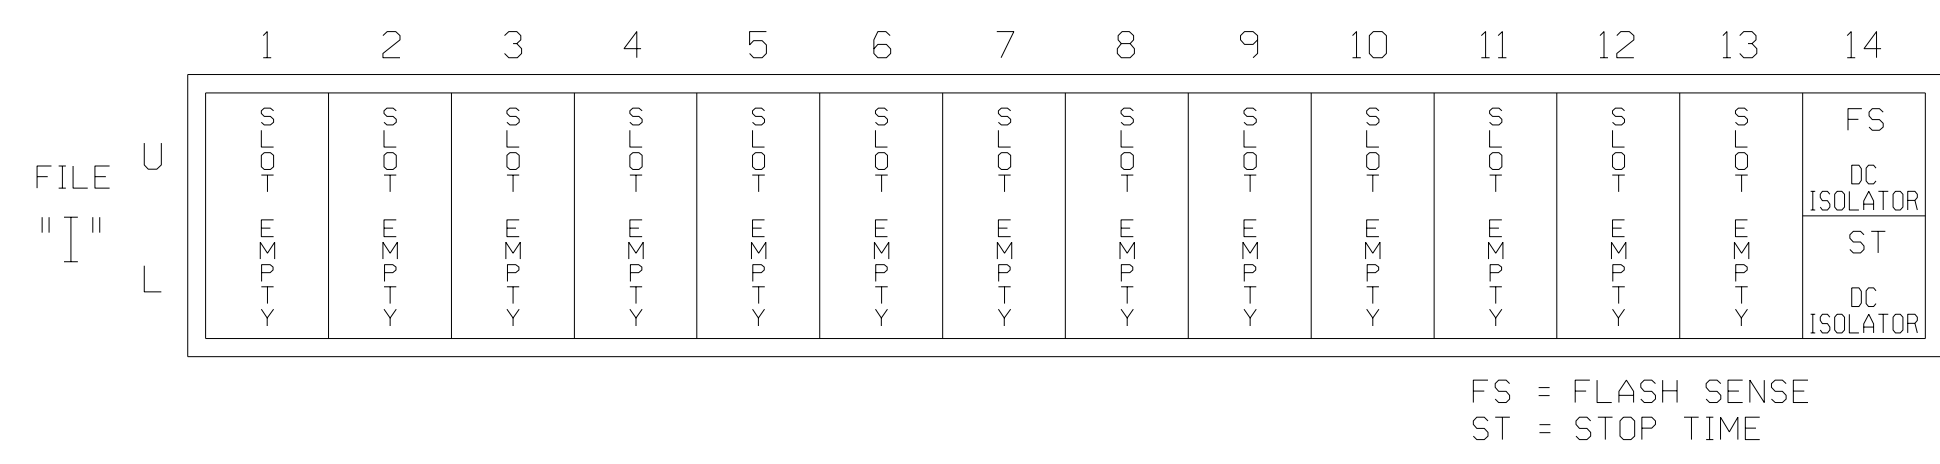 1 2 3 4 5 6 7 8 9 10 11 12 13 14
FILE
"I"
U
L
SLOT EMPTY
SLOT EMPTY
SLOT EMPTY
SLOT EMPTY
SLOT EMPTY
SLOT EMPTY
SLOT EMPTY
SLOT EMPTY
SLOT EMPTY
SLOT EMPTY
SLOT EMPTY
SLOT EMPTY
SLOT EMPTY
FS
DC
ISOLATOR
ST
DC
ISOLATOR
FS = FLASH SENSE
ST = STOP TIME